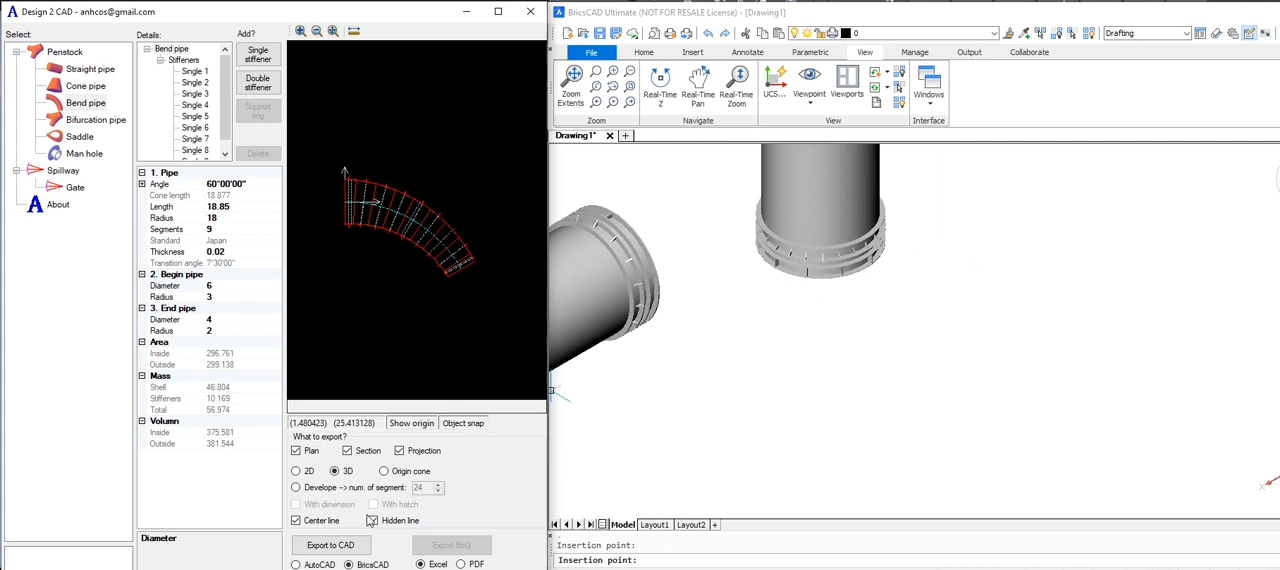 Design 2 CAD - anhcos@gmail.com
Select:
Penstock
Straight pipe
Cone pipe
Bend pipe
Bifurcation pipe
Saddle
Man hole
Spillway
Gate
About
Details:
Bend pipe
Stiffeners
Single 1
Single 2
Single 3
Single 4
Single 5
Single 6
Single 7
Single 8
Add?
Single
stiffener
Double
stiffener
Support
ring
Delete
1. Pipe
Angle 60°00'00"
Cone length 18.877
Length 18.85
Radius 18
Segments 9
Standard Japan
Thickness 0.02
Transition angle 7°30'00"
2. Begin pipe
Diameter 6
Radius 3
3. End pipe
Diameter 4
Radius 2
Area
Inside 296.761
Outside 299.138
Mass
Shell 46.804
Stiffeners 10.169
Total 56.974
Volumn
Inside 375.581
Outside 381.544
Diameter
(1.480423) (25.413128) Show origin Object snap
What to export?
Plan Section Projection
2D 3D Origin cone
Develope --> num. of segment: 24
With dimension With hatch
Center line Hidden line
Export to CAD Export BoQ
AutoCAD BricsCAD Excel PDF
BricsCAD Ultimate (NOT FOR RESALE License) - [Drawing1]
0
Drafting
File Home Insert Annotate Parametric View Manage Output Collaborate
Zoom
Extents
Real-Time
Z
Real-Time
Pan
Real-Time
Zoom
UCS...
Viewpoint
Viewports
Windows
Zoom Navigate View Interface
Drawing1*
Model Layout1 Layout2 +
Insertion point:
Insertion point: